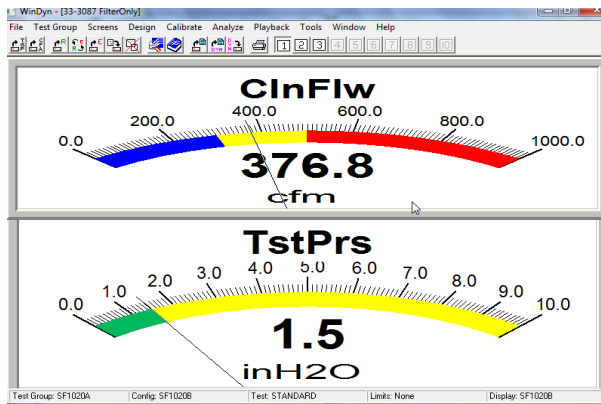 WinDyn - [33-3087 FilterOnly]
File Test Group Screens Design Calibrate Analyze Playback Tools Window Help
1 2 3 4 5 6 7 8 9 10
ClnFlw
0.0 200.0 400.0 600.0 800.0 1000.0
376.8
cfm
TstPrs
0.0 1.0 2.0 3.0 4.0 5.0 6.0 7.0 8.0 9.0 10.0
1.5
inH2O
Test Group: SF1020A Config: SF1020B Test: STANDARD Limits: None Display: SF1020B